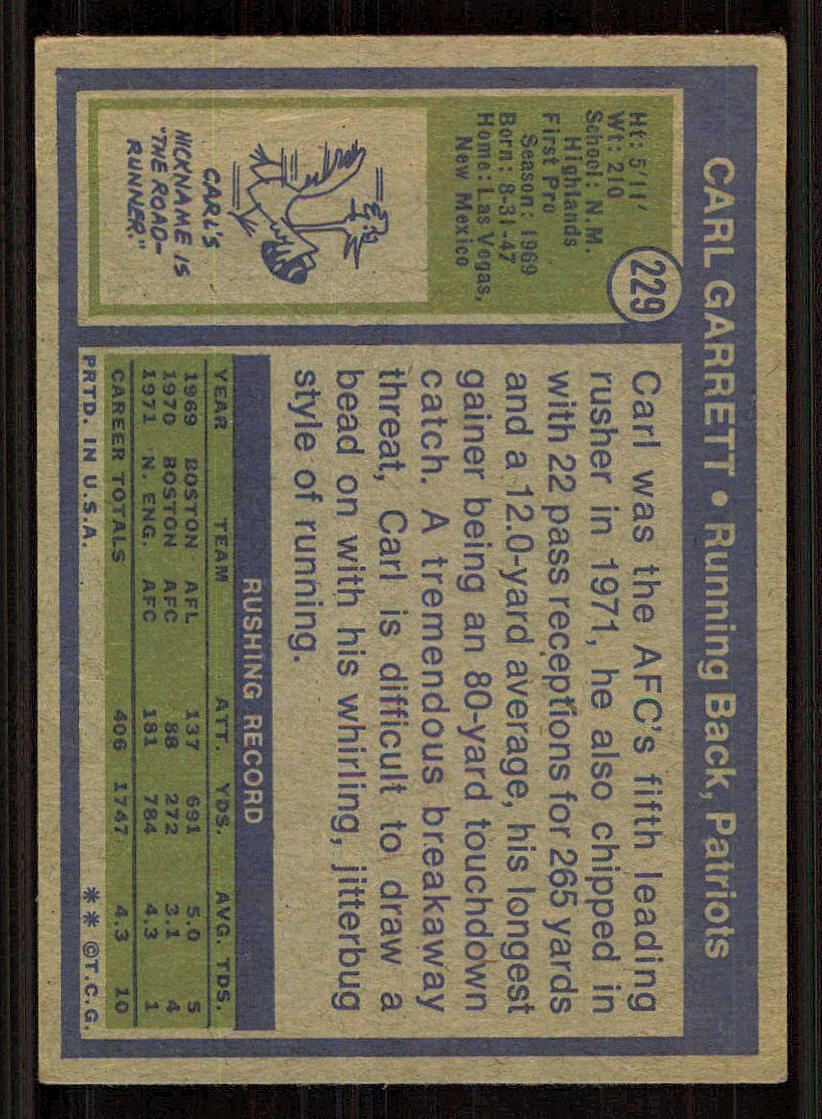 CARL GARRETT • Running Back, Patriots
229
Ht: 5'11'
Wt: 210
School: N.M.
Highlands
First Pro
Season: 1969
Born: 8-31-47
Home: Las Vegas,
New Mexico
CARL'S
NICKNAME IS
"THE ROAD-
RUNNER."
Carl was the AFC's fifth leading
rusher in 1971, he also chipped in
with 22 pass receptions for 265 yards
and a 12.0-yard average, his longest
gainer being an 80-yard touchdown
catch. A tremendous breakaway
threat, Carl is difficult to draw a
bead on with his whirling, jitterbug
style of running.
RUSHING RECORD
YEAR TEAM ATT. YDS. AVG. TDS.
1969 BOSTON AFL 137 691 5.0 5
1970 BOSTON AFC 88 272 3.1 4
1971 N. ENG. AFC 181 784 4.3 1
CAREER TOTALS 406 1747 4.3 10
PRTD. IN U.S.A. ** ©T.C.G.